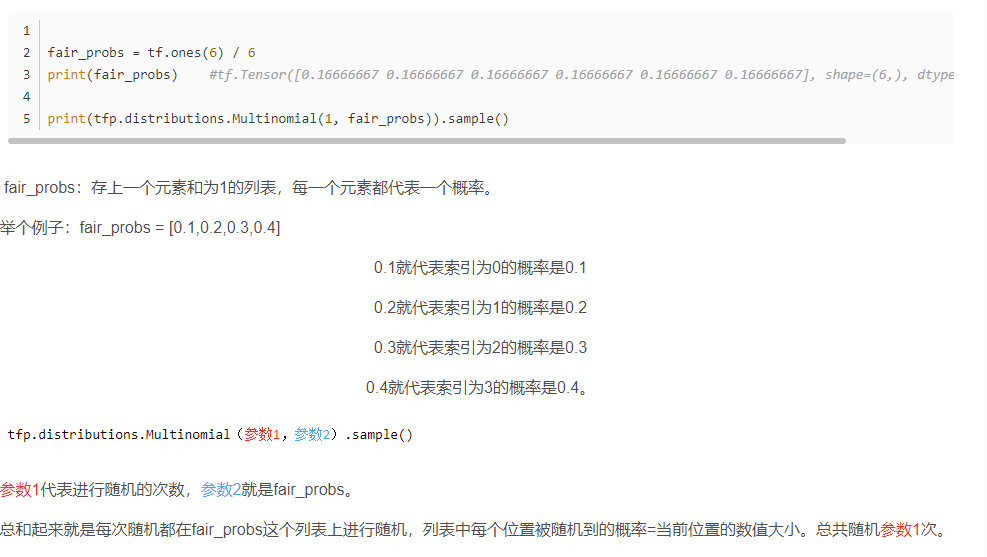 1
2 fair_probs = tf.ones(6) / 6
3 print(fair_probs) #tf.Tensor([0.16666667 0.16666667 0.16666667 0.16666667 0.16666667 0.16666667], shape=(6,), dtype
4
5 print(tfp.distributions.Multinomial(1, fair_probs)).sample()
fair_probs：存上一个元素和为1的列表，每一个元素都代表一个概率。
举个例子：fair_probs = [0.1,0.2,0.3,0.4]
0.1就代表索引为0的概率是0.1
0.2就代表索引为1的概率是0.2
0.3就代表索引为2的概率是0.3
0.4就代表索引为3的概率是0.4。
tfp.distributions.Multinomial（参数1，参数2）.sample()
参数1代表进行随机的次数，参数2就是fair_probs。
总和起来就是每次随机都在fair_probs这个列表上进行随机，列表中每个位置被随机到的概率=当前位置的数值大小。总共随机参数1次。